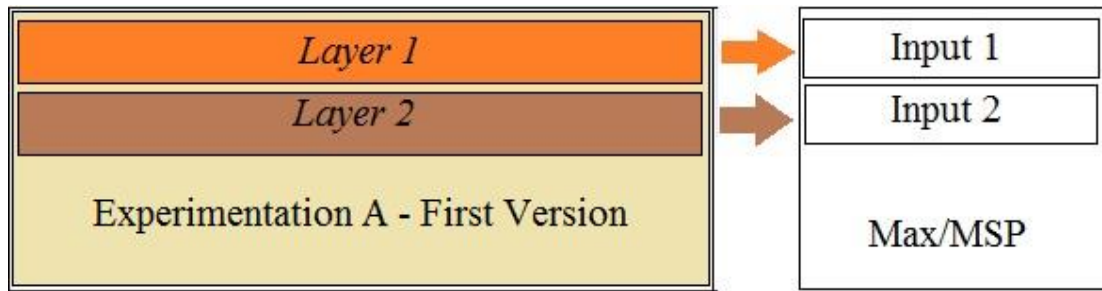 Layer 1
Input 1
Layer 2
Input 2
Experimentation A - First Version
Max/MSP